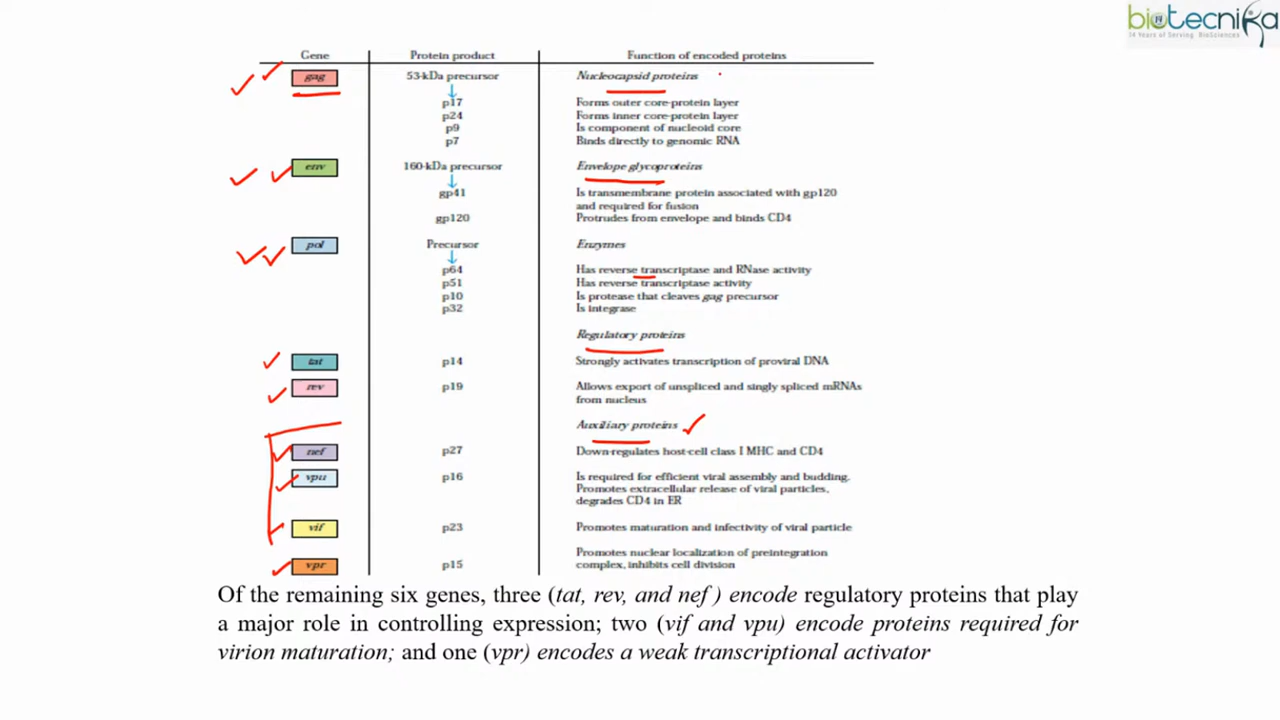 biotecnika
14 Years of Serving BioSciences
Gene Protein product Function of encoded proteins
gag 53-kDa precursor Nucleocapsid proteins
p17 Forms outer core-protein layer
p24 Forms inner core-protein layer
p9 Is component of nucleoid core
p7 Binds directly to genomic RNA
env 160-kDa precursor Envelope glycoproteins
gp41 Is transmembrane protein associated with gp120
and required for fusion
gp120 Protrudes from envelope and binds CD4
pol Precursor Enzymes
p64 Has reverse transcriptase and RNase activity
p51 Has reverse transcriptase activity
p10 Is protease that cleaves gag precursor
p32 Is integrase
Regulatory proteins
tat p14 Strongly activates transcription of proviral DNA
rev p19 Allows export of unspliced and singly spliced mRNAs
from nucleus
Auxiliary proteins
nef p27 Down-regulates host-cell class I MHC and CD4
vpu p16 Is required for efficient viral assembly and budding.
Promotes extracellular release of viral particles,
degrades CD4 in ER
vif p23 Promotes maturation and infectivity of viral particle
vpr p15 Promotes nuclear localization of preintegration
complex, inhibits cell division
Of the remaining six genes, three (tat, rev, and nef ) encode regulatory proteins that play
a major role in controlling expression; two (vif and vpu) encode proteins required for
virion maturation; and one (vpr) encodes a weak transcriptional activator